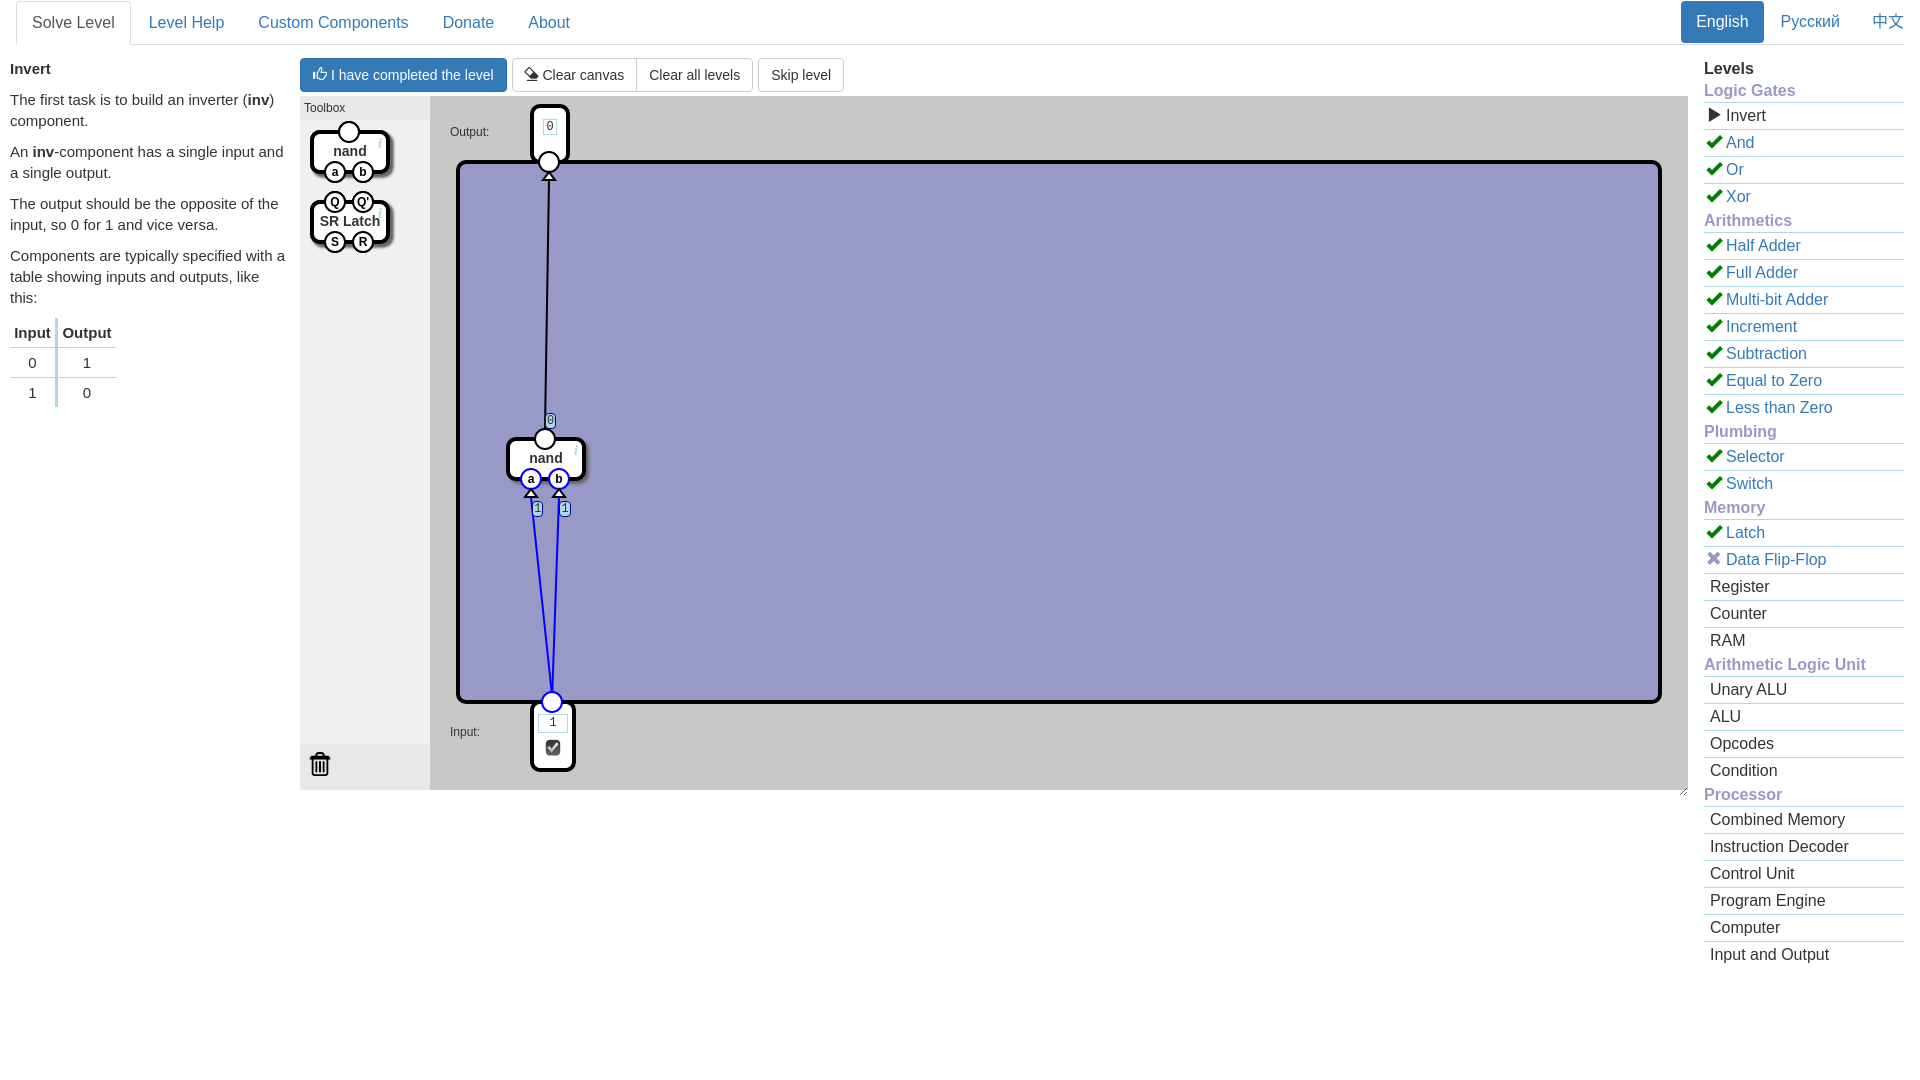 Solve Level
Level Help
Custom Components
Donate
About
English
Русский
中文
Invert
The first task is to build an inverter (inv)
component.
An inv-component has a single input and
a single output.
The output should be the opposite of the
input, so 0 for 1 and vice versa.
Components are typically specified with a
table showing inputs and outputs, like
this:
Input Output
0 1
1 0
I have completed the level
Clear canvas
Clear all levels
Skip level
Toolbox
nand
i
a b
Q Q'
i
SR Latch
S R
Output:
0
0
nand
i
a b
1 1
Input:
1
Levels
Logic Gates
Invert
And
Or
Xor
Arithmetics
Half Adder
Full Adder
Multi-bit Adder
Increment
Subtraction
Equal to Zero
Less than Zero
Plumbing
Selector
Switch
Memory
Latch
Data Flip-Flop
Register
Counter
RAM
Arithmetic Logic Unit
Unary ALU
ALU
Opcodes
Condition
Processor
Combined Memory
Instruction Decoder
Control Unit
Program Engine
Computer
Input and Output